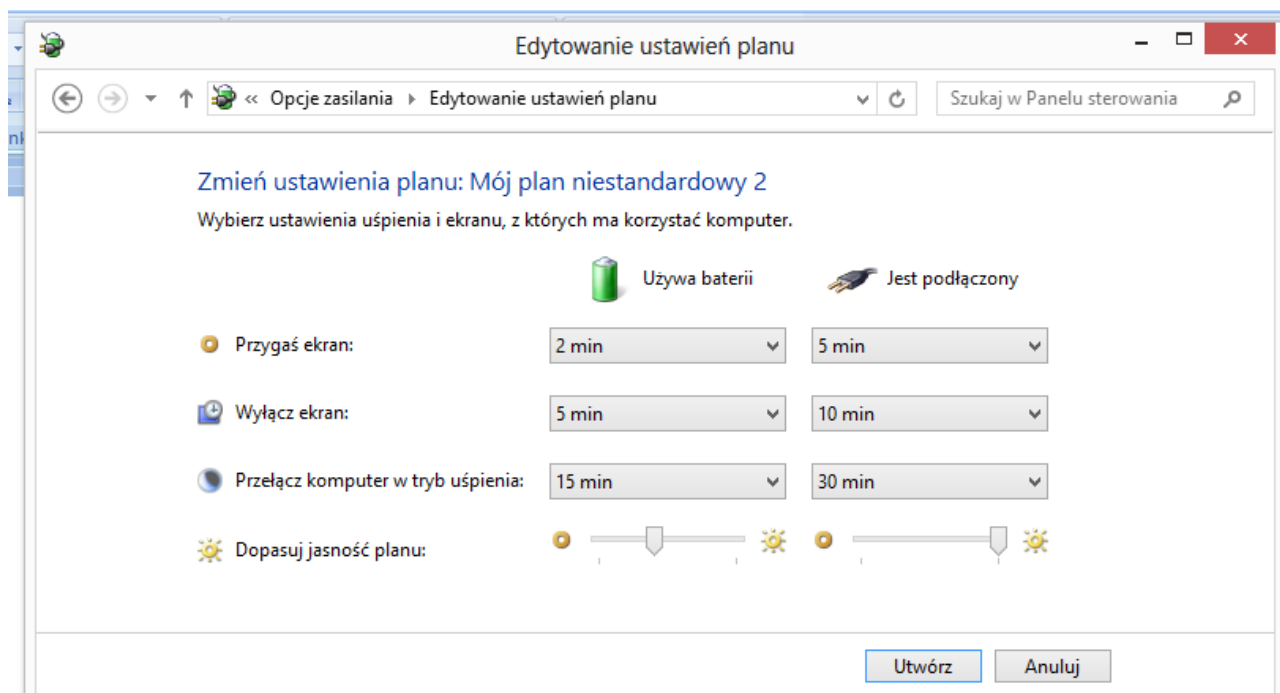 Edytowanie ustawień planu
« Opcje zasilania Edytowanie ustawień planu Szukaj w Panelu sterowania
Zmień ustawienia planu: Mój plan niestandardowy 2
Wybierz ustawienia uśpienia i ekranu, z których ma korzystać komputer.
Używa baterii Jest podłączony
Przygaś ekran: 2 min 5 min
Wyłącz ekran: 5 min 10 min
Przełącz komputer w tryb uśpienia: 15 min 30 min
Dopasuj jasność planu:
Utwórz Anuluj